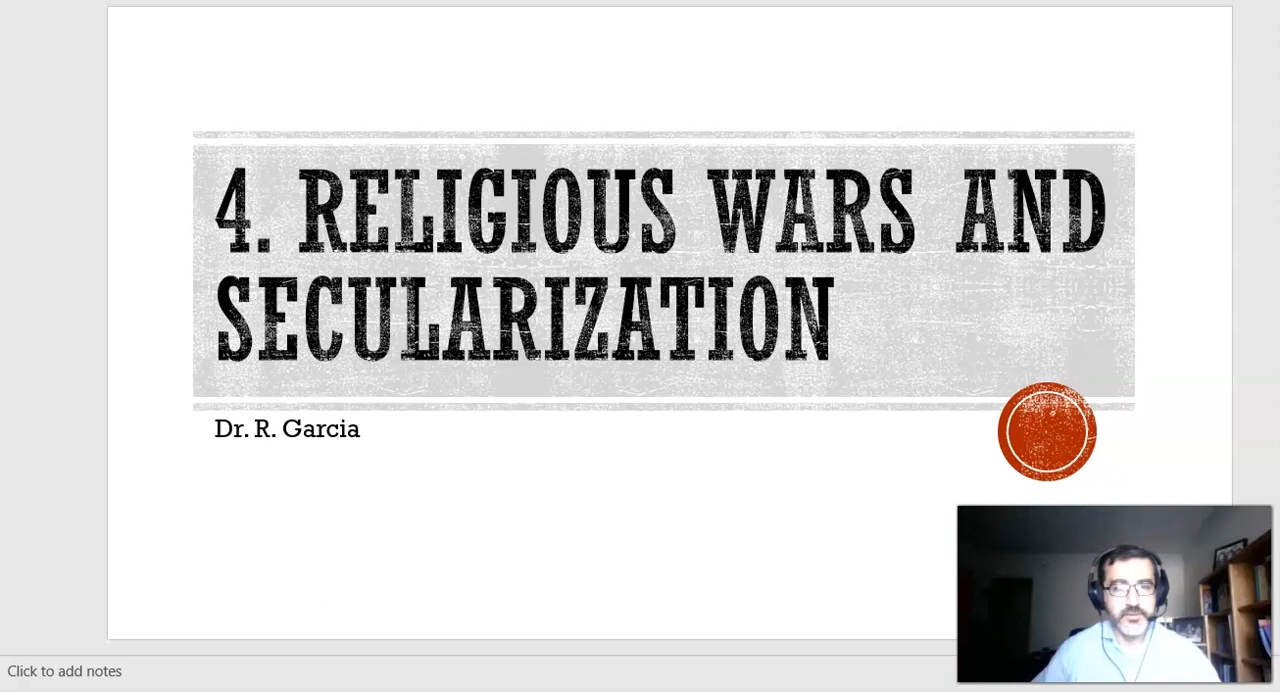 4. RELIGIOUS WARS AND
SECULARIZATION
Dr. R. Garcia
Click to add notes